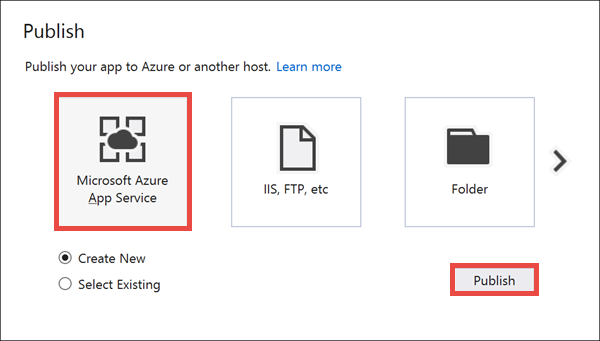 Publish
Publish your app to Azure or another host. Learn more
Microsoft Azure
App Service
IIS, FTP, etc
Folder
Create New
Select Existing
Publish